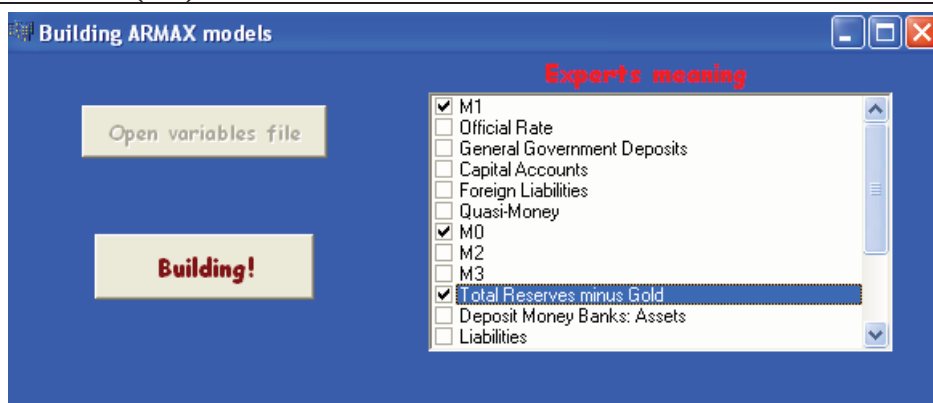 Building ARMAX models
Experts meaning
Open variables file
Building!
M1
Official Rate
General Government Deposits
Capital Accounts
Foreign Liabilities
Quasi-Money
M0
M2
M3
Total Reserves minus Gold
Deposit Money Banks: Assets
Liabilities